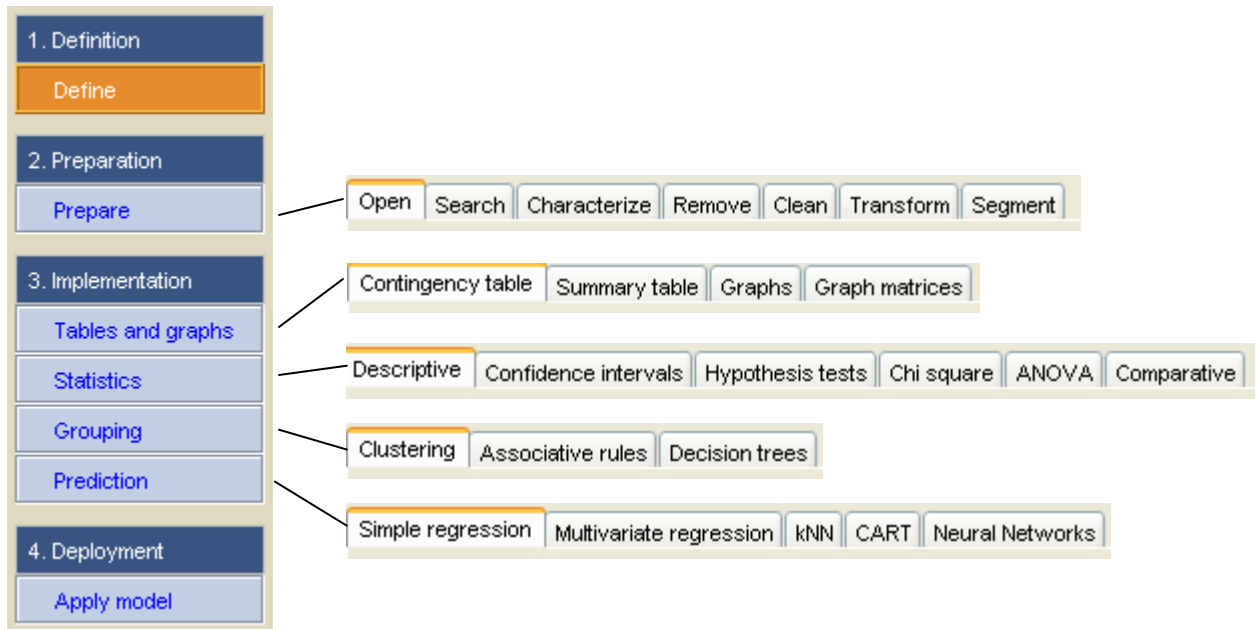 1. Definition
Define
2. Preparation
Prepare
Open Search Characterize Remove Clean Transform Segment
3. Implementation
Tables and graphs
Contingency table Summary table Graphs Graph matrices
Statistics
Descriptive Confidence intervals Hypothesis tests Chi square ANOVA Comparative
Grouping
Clustering Associative rules Decision trees
Prediction
Simple regression Multivariate regression kNN CART Neural Networks
4. Deployment
Apply model